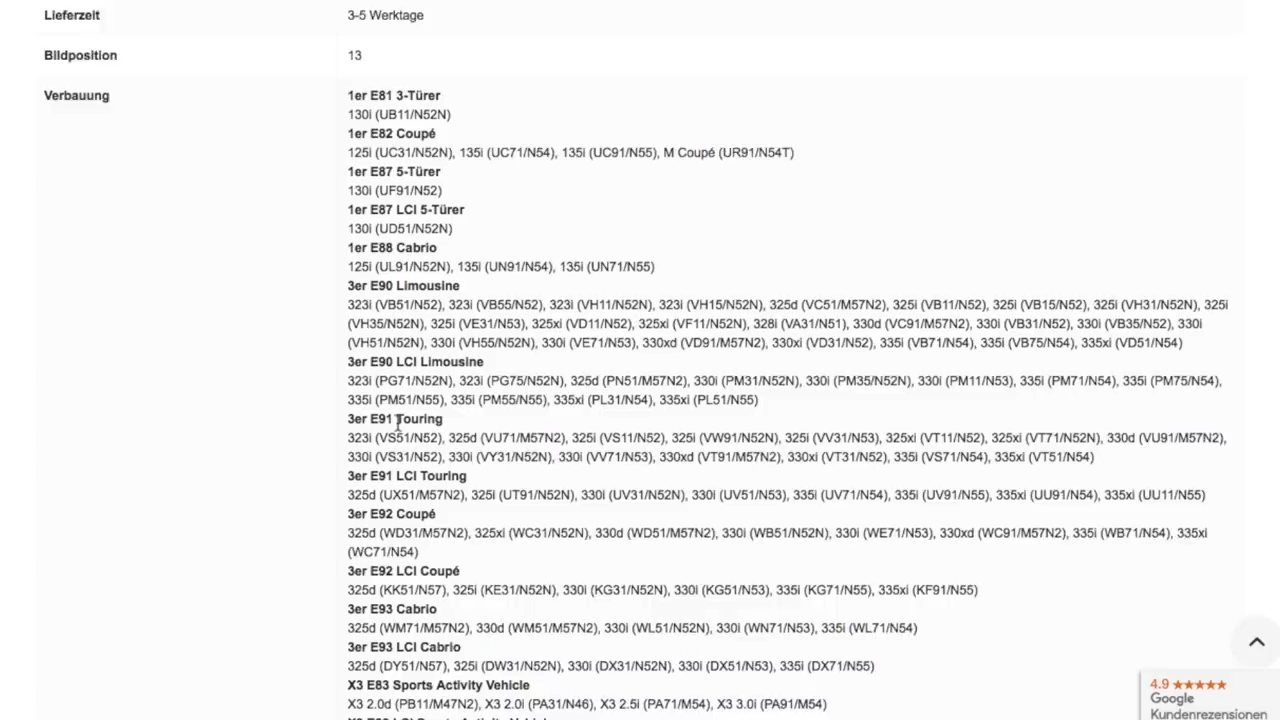 Lieferzeit 3-5 Werktage
Bildposition 13
Verbauung 1er E81 3-Türer
130i (UB11/N52N)
1er E82 Coupé
125i (UC31/N52N), 135i (UC71/N54), 135i (UC91/N55), M Coupé (UR91/N54T)
1er E87 5-Türer
130i (UF91/N52)
1er E87 LCI 5-Türer
130i (UD51/N52N)
1er E88 Cabrio
125i (UL91/N52N), 135i (UN91/N54), 135i (UN71/N55)
3er E90 Limousine
323i (VB51/N52), 323i (VB55/N52), 323i (VH11/N52N), 323i (VH15/N52N), 325d (VC51/M57N2), 325i (VB11/N52), 325i (VB15/N52), 325i (VH31/N52N), 325i
(VH35/N52N), 325i (VE31/N53), 325xi (VD11/N52), 325xi (VF11/N52N), 328i (VA31/N51), 330d (VC91/M57N2), 330i (VB31/N52), 330i (VB35/N52), 330i
(VH51/N52N), 330i (VH55/N52N), 330i (VE71/N53), 330xd (VD91/M57N2), 330xi (VD31/N52), 335i (VB71/N54), 335i (VB75/N54), 335xi (VD51/N54)
3er E90 LCI Limousine
323i (PG71/N52N), 323i (PG75/N52N), 325d (PN51/M57N2), 330i (PM31/N52N), 330i (PM35/N52N), 330i (PM11/N53), 335i (PM71/N54), 335i (PM75/N54),
335i (PM51/N55), 335i (PM55/N55), 335xi (PL31/N54), 335xi (PL51/N55)
3er E91 Touring
323i (VS51/N52), 325d (VU71/M57N2), 325i (VS11/N52), 325i (VW91/N52N), 325i (VV31/N53), 325xi (VT11/N52), 325xi (VT71/N52N), 330d (VU91/M57N2),
330i (VS31/N52), 330i (VY31/N52N), 330i (VV71/N53), 330xd (VT91/M57N2), 330xi (VT31/N52), 335i (VS71/N54), 335xi (VT51/N54)
3er E91 LCI Touring
325d (UX51/M57N2), 325i (UT91/N52N), 330i (UV31/N52N), 330i (UV51/N53), 335i (UV71/N54), 335i (UV91/N55), 335xi (UU91/N54), 335xi (UU11/N55)
3er E92 Coupé
325d (WD31/M57N2), 325xi (WC31/N52N), 330d (WD51/M57N2), 330i (WB51/N52N), 330i (WE71/N53), 330xd (WC91/M57N2), 335i (WB71/N54), 335xi
(WC71/N54)
3er E92 LCI Coupé
325d (KK51/N57), 325i (KE31/N52N), 330i (KG31/N52N), 330i (KG51/N53), 335i (KG71/N55), 335xi (KF91/N55)
3er E93 Cabrio
325d (WM71/M57N2), 330d (WM51/M57N2), 330i (WL51/N52N), 330i (WN71/N53), 335i (WL71/N54)
3er E93 LCI Cabrio
325d (DY51/N57), 325i (DW31/N52N), 330i (DX31/N52N), 330i (DX51/N53), 335i (DX71/N55)
X3 E83 Sports Activity Vehicle
X3 2.0d (PB11/M47N2), X3 2.0i (PA31/N46), X3 2.5i (PA71/M54), X3 3.0i (PA91/M54)
4.9 ★★★★★
Google
Kundenrezensionen